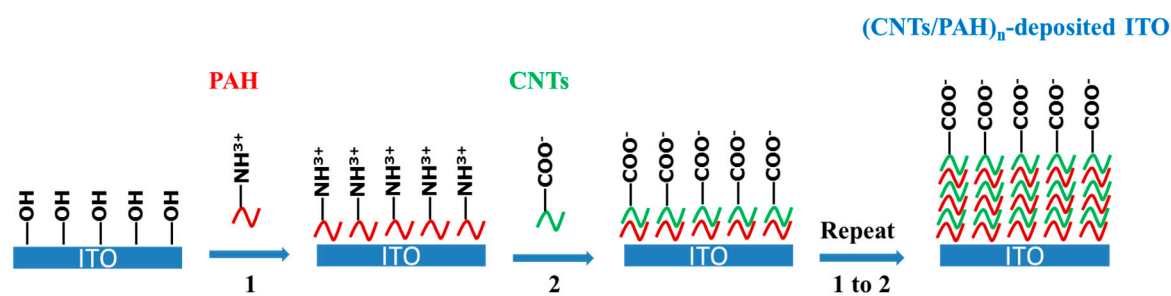 (CNTs/PAH)n-deposited ITO
PAH
CNTs
-OH -OH -OH -OH -OH
ITO
-NH³⁺
1
-NH³⁺ -NH³⁺ -NH³⁺ -NH³⁺ -NH³⁺
ITO
-COO⁻
2
COO⁻ COO⁻ COO⁻ COO⁻ COO⁻
ITO
Repeat
1 to 2
COO⁻ COO⁻ COO⁻ COO⁻ COO⁻
ITO